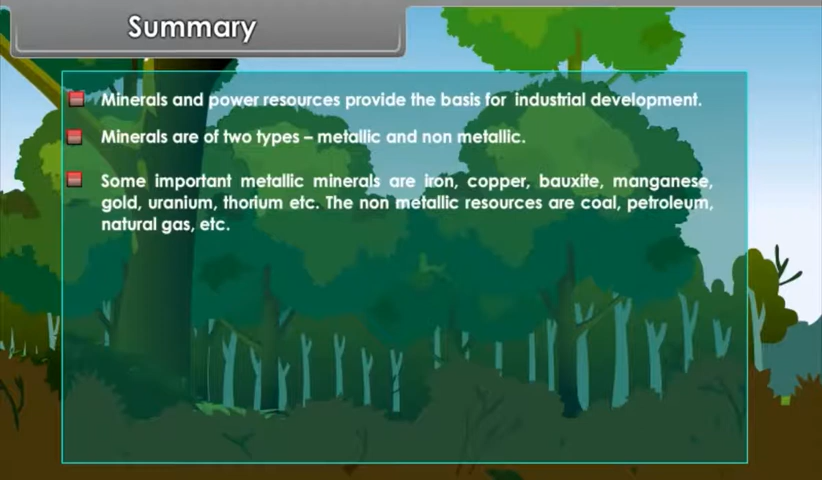 Summary
Minerals and power resources provide the basis for industrial development.
Minerals are of two types – metallic and non metallic.
Some important metallic minerals are iron, copper, bauxite, manganese,
gold, uranium, thorium etc. The non metallic resources are coal, petroleum,
natural gas, etc.